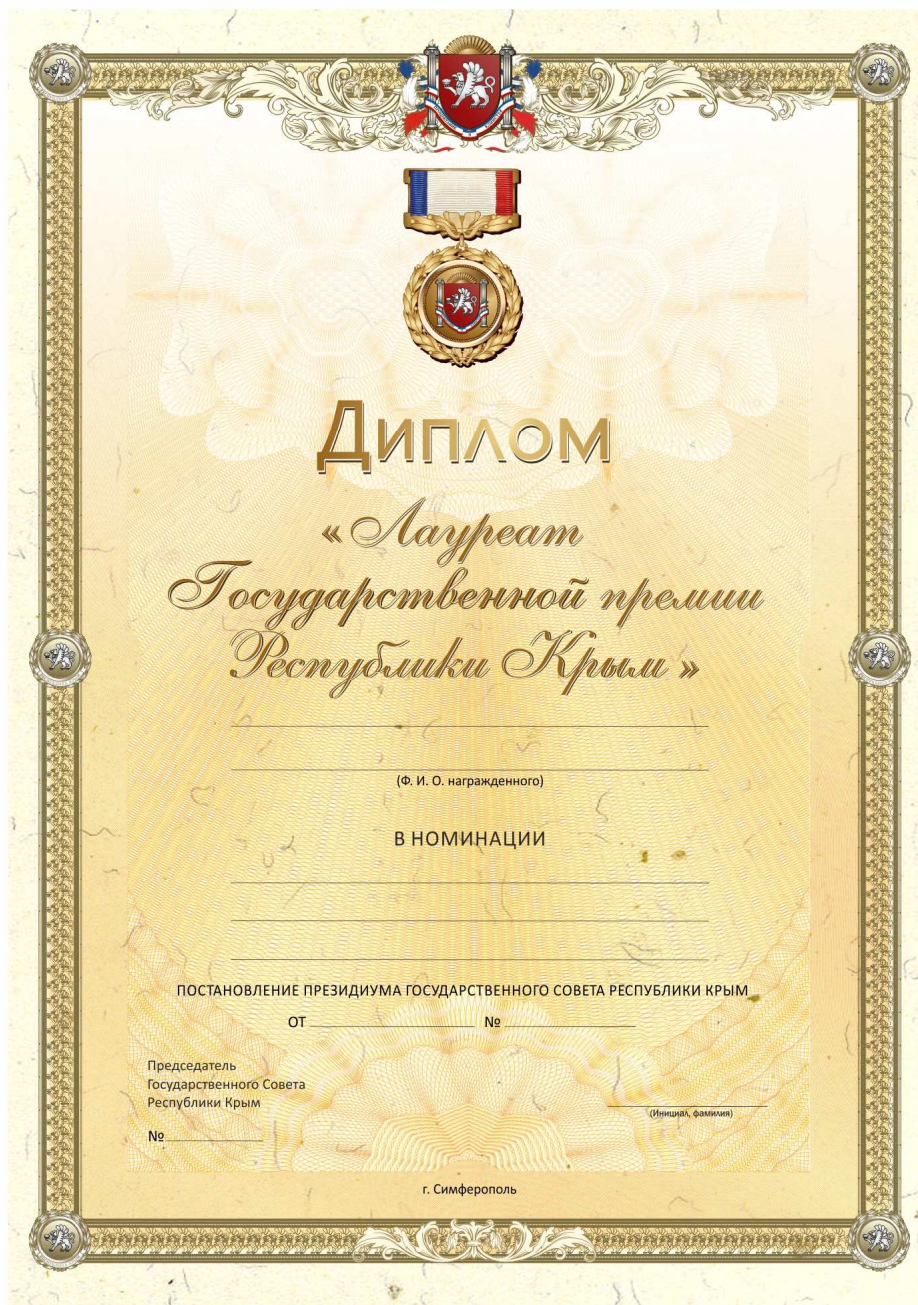 Диплом
«Лауреат
Государственной премии
Республики Крым»
(Ф. И. О. награжденного)
В НОМИНАЦИИ
ПОСТАНОВЛЕНИЕ ПРЕЗИДИУМА ГОСУДАРСТВЕННОГО СОВЕТА РЕСПУБЛИКИ КРЫМ
ОТ №
Председатель
Государственного Совета
Республики Крым
(Инициал, фамилия)
№
г. Симферополь